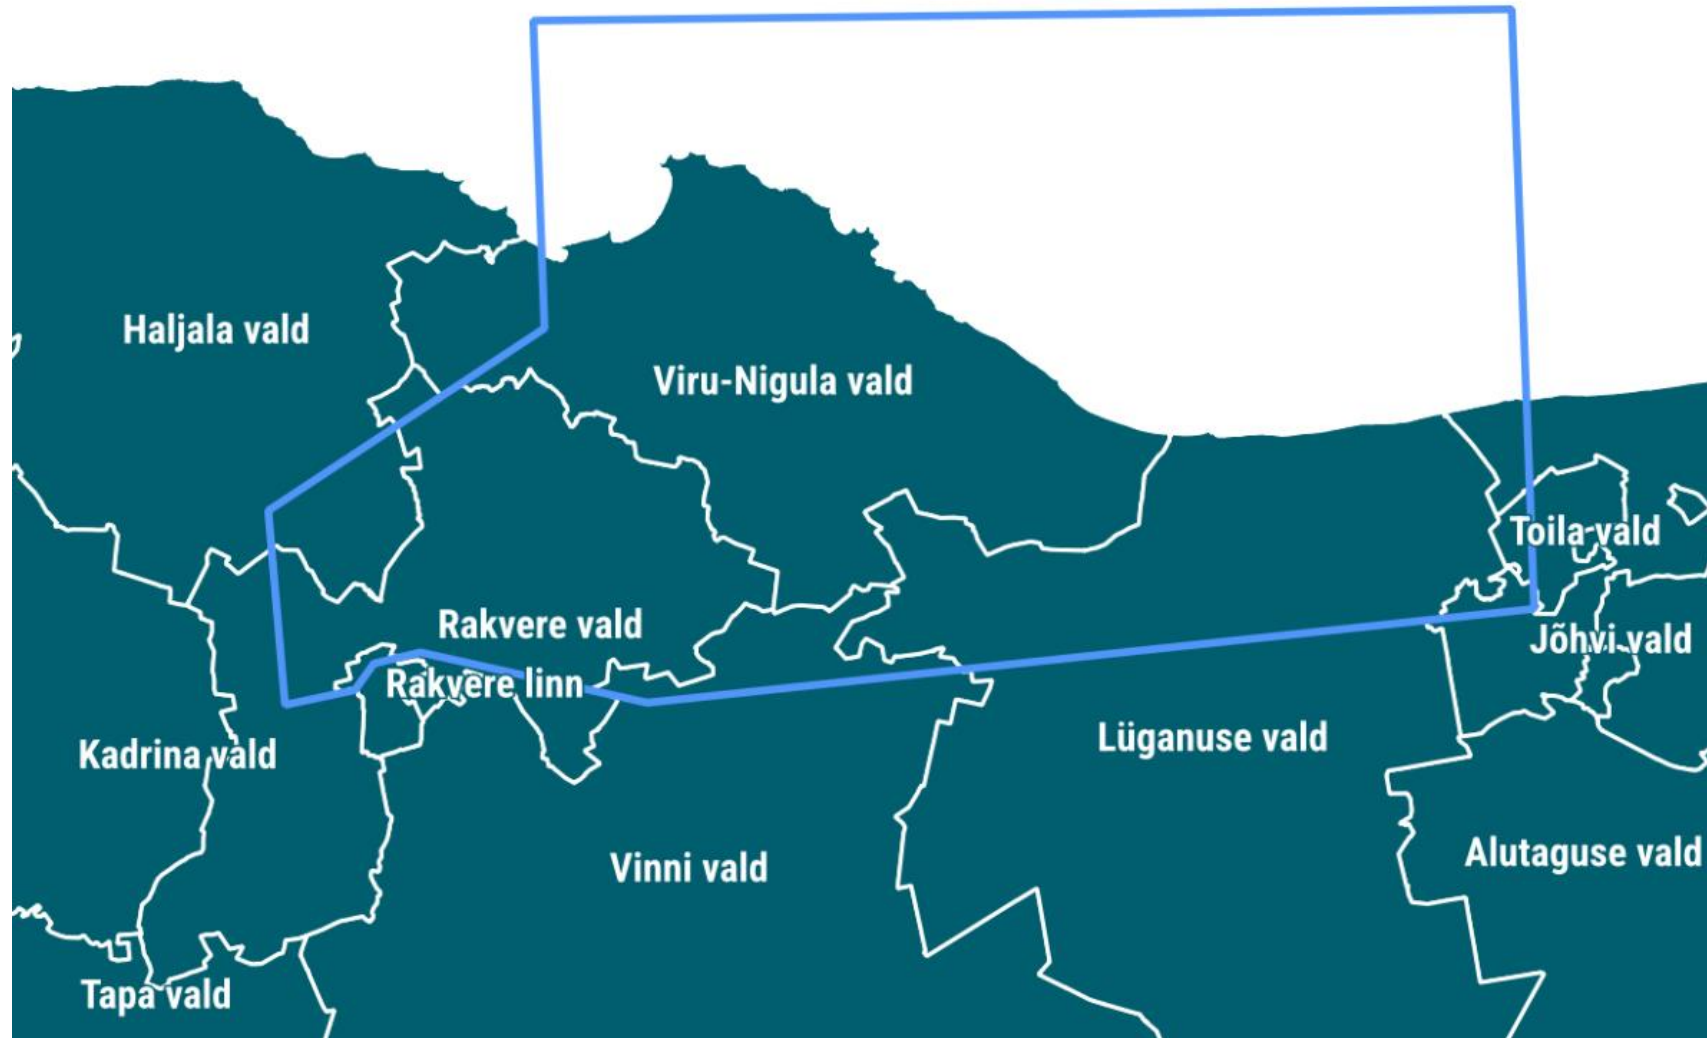 Haljala vald
Viru-Nigula vald
Toila vald
Rakvere vald
Jõhvi vald
Rakvere linn
Kadrina vald
Lüganuse vald
Vinni vald
Alutaguse vald
Tapa vald